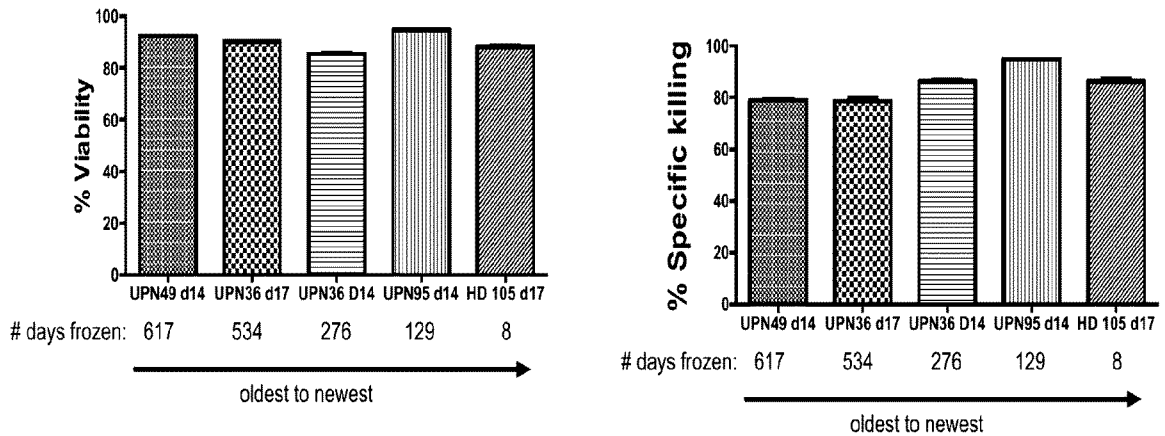 % Viability
100
80
60
40
20
0
UPN49 d14 UPN36 d17 UPN36 D14 UPN95 d14 HD 105 d17
# days frozen: 617 534 276 129 8
oldest to newest
% Specific killing
100
80
60
40
20
0
UPN49 d14 UPN36 d17 UPN36 D14 UPN95 d14 HD 105 d17
# days frozen: 617 534 276 129 8
oldest to newest